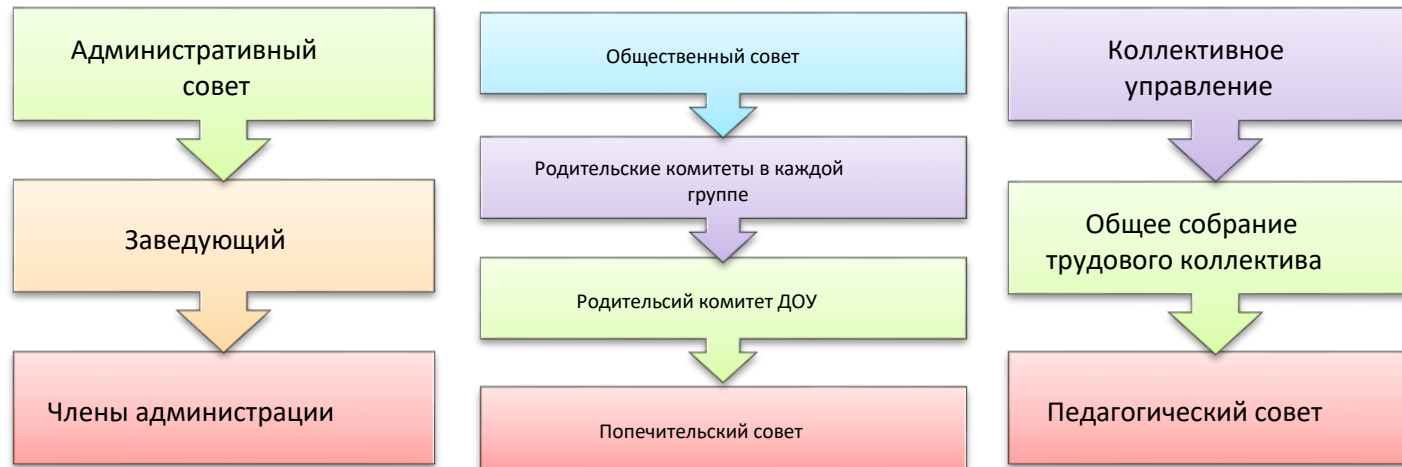 Административный
совет
Заведующий
Члены администрации
Общественный совет
Родительские комитеты в каждой
группе
Родительсий комитет ДОУ
Попечительский совет
Коллективное
управление
Общее собрание
трудового коллектива
Педагогический совет